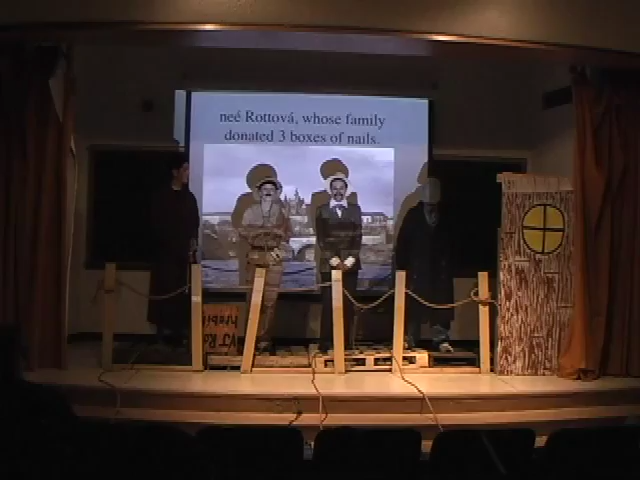 neé Rottová, whose family
donated 3 boxes of nails.